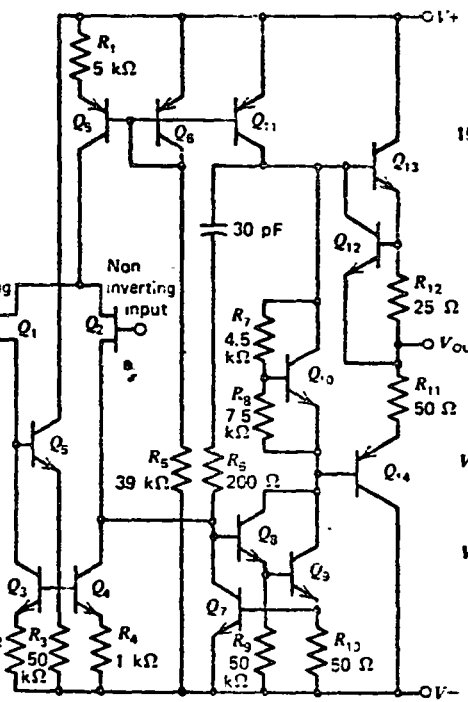 V+
R1
5 kΩ
Q5
Q6
Q11
15
Q13
30 pF
Q12
Non
inverting
input
R12
25 Ω
Q1
Q2
R7
4.5
kΩ
Q10
R8
7.5
kΩ
R11
50 Ω
Q5
R5
39 kΩ
R6
200 Ω
Q14
Q8
Q3
Q4
Q7
Q9
R3
50
kΩ
R4
1 kΩ
R9
50
kΩ
R10
50 Ω
V−